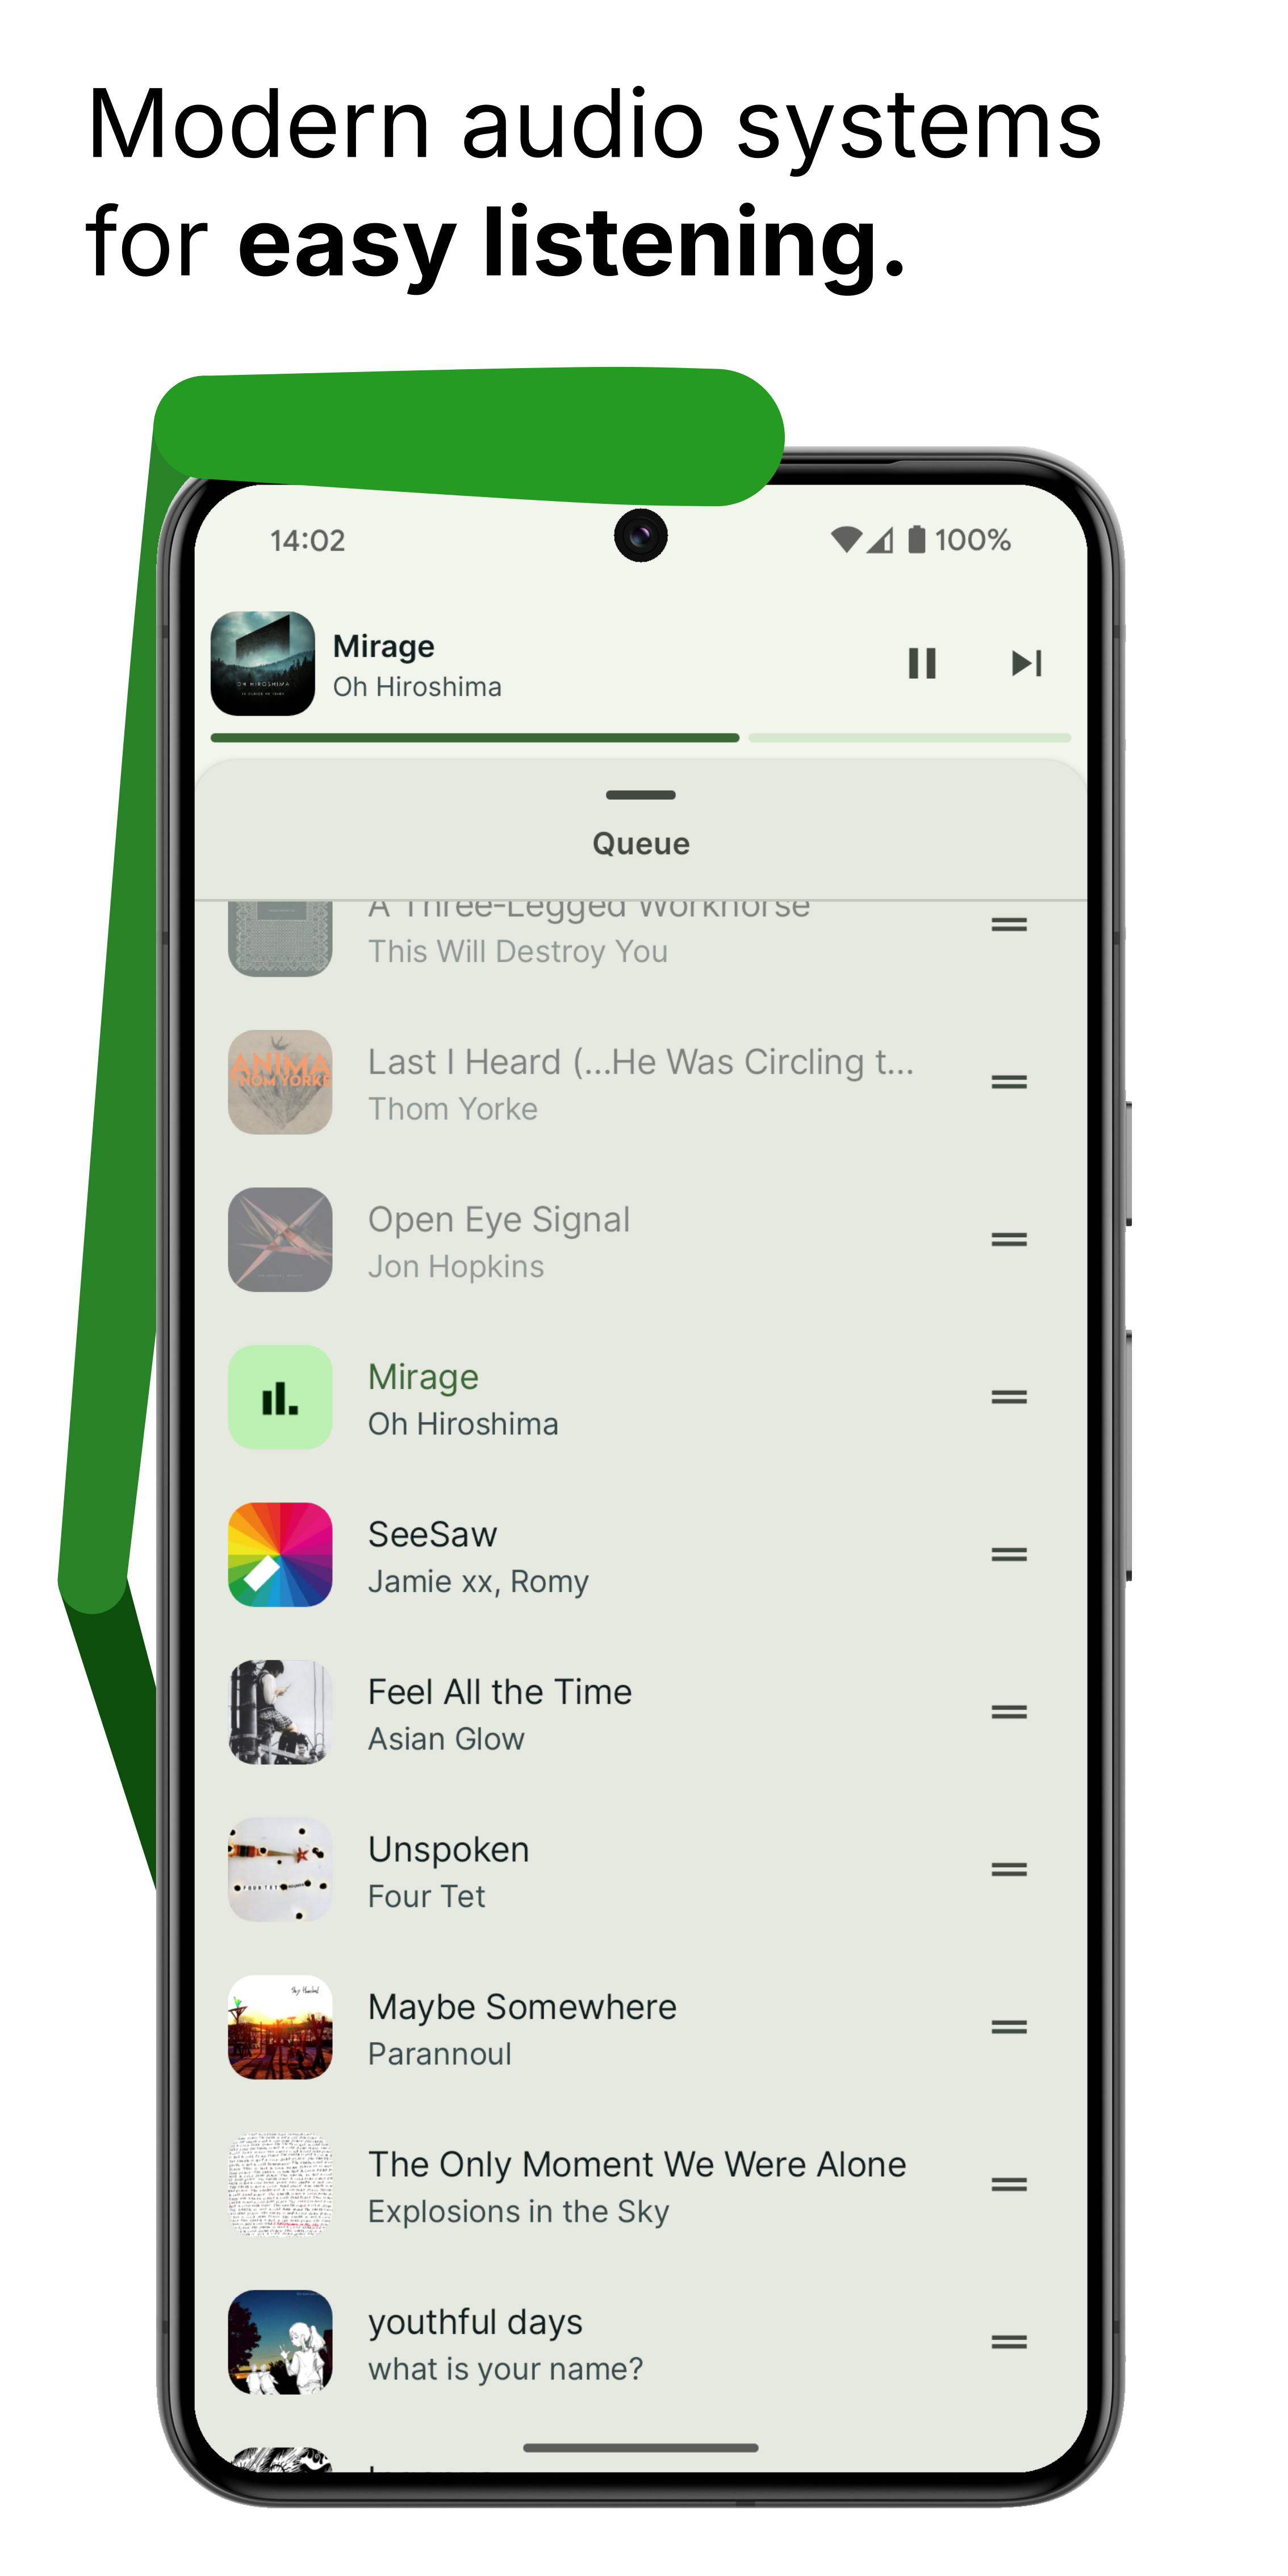 Modern audio systems
for easy listening.
14:02
100%
OH HIROSHIMA
Mirage
Oh Hiroshima
Queue
A Three-Legged Workhorse
This Will Destroy You
ANIMA
THOM YORKE
Last I Heard (...He Was Circling t...
Thom Yorke
Open Eye Signal
Jon Hopkins
Mirage
Oh Hiroshima
SeeSaw
Jamie xx, Romy
Feel All the Time
Asian Glow
FOUR TET
Unspoken
Four Tet
Maybe Somewhere
Parannoul
The Only Moment We Were Alone
Explosions in the Sky
youthful days
what is your name?